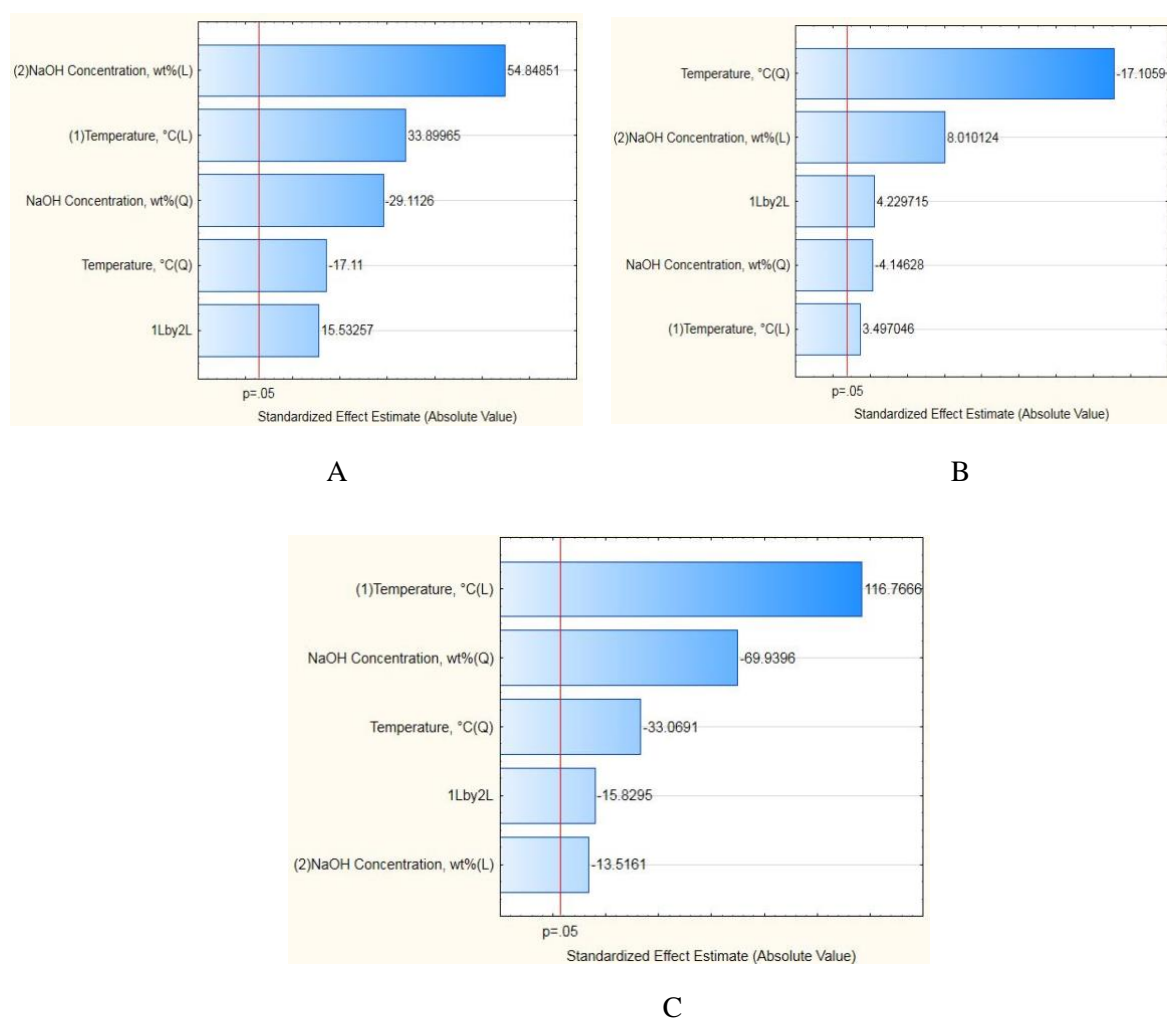 (2)NaOH Concentration, wt%(L)
54.84851
(1)Temperature, °C(L)
33.89965
NaOH Concentration, wt%(Q)
-29.1126
Temperature, °C(Q)
-17.11
1Lby2L
15.53257
p=.05
Standardized Effect Estimate (Absolute Value)
A
Temperature, °C(Q)
-17.1059
(2)NaOH Concentration, wt%(L)
8.010124
1Lby2L
4.229715
NaOH Concentration, wt%(Q)
-4.14628
(1)Temperature, °C(L)
3.497046
p=.05
Standardized Effect Estimate (Absolute Value)
B
(1)Temperature, °C(L)
116.7666
NaOH Concentration, wt%(Q)
-69.9396
Temperature, °C(Q)
-33.0691
1Lby2L
-15.8295
(2)NaOH Concentration, wt%(L)
-13.5161
p=.05
Standardized Effect Estimate (Absolute Value)
C